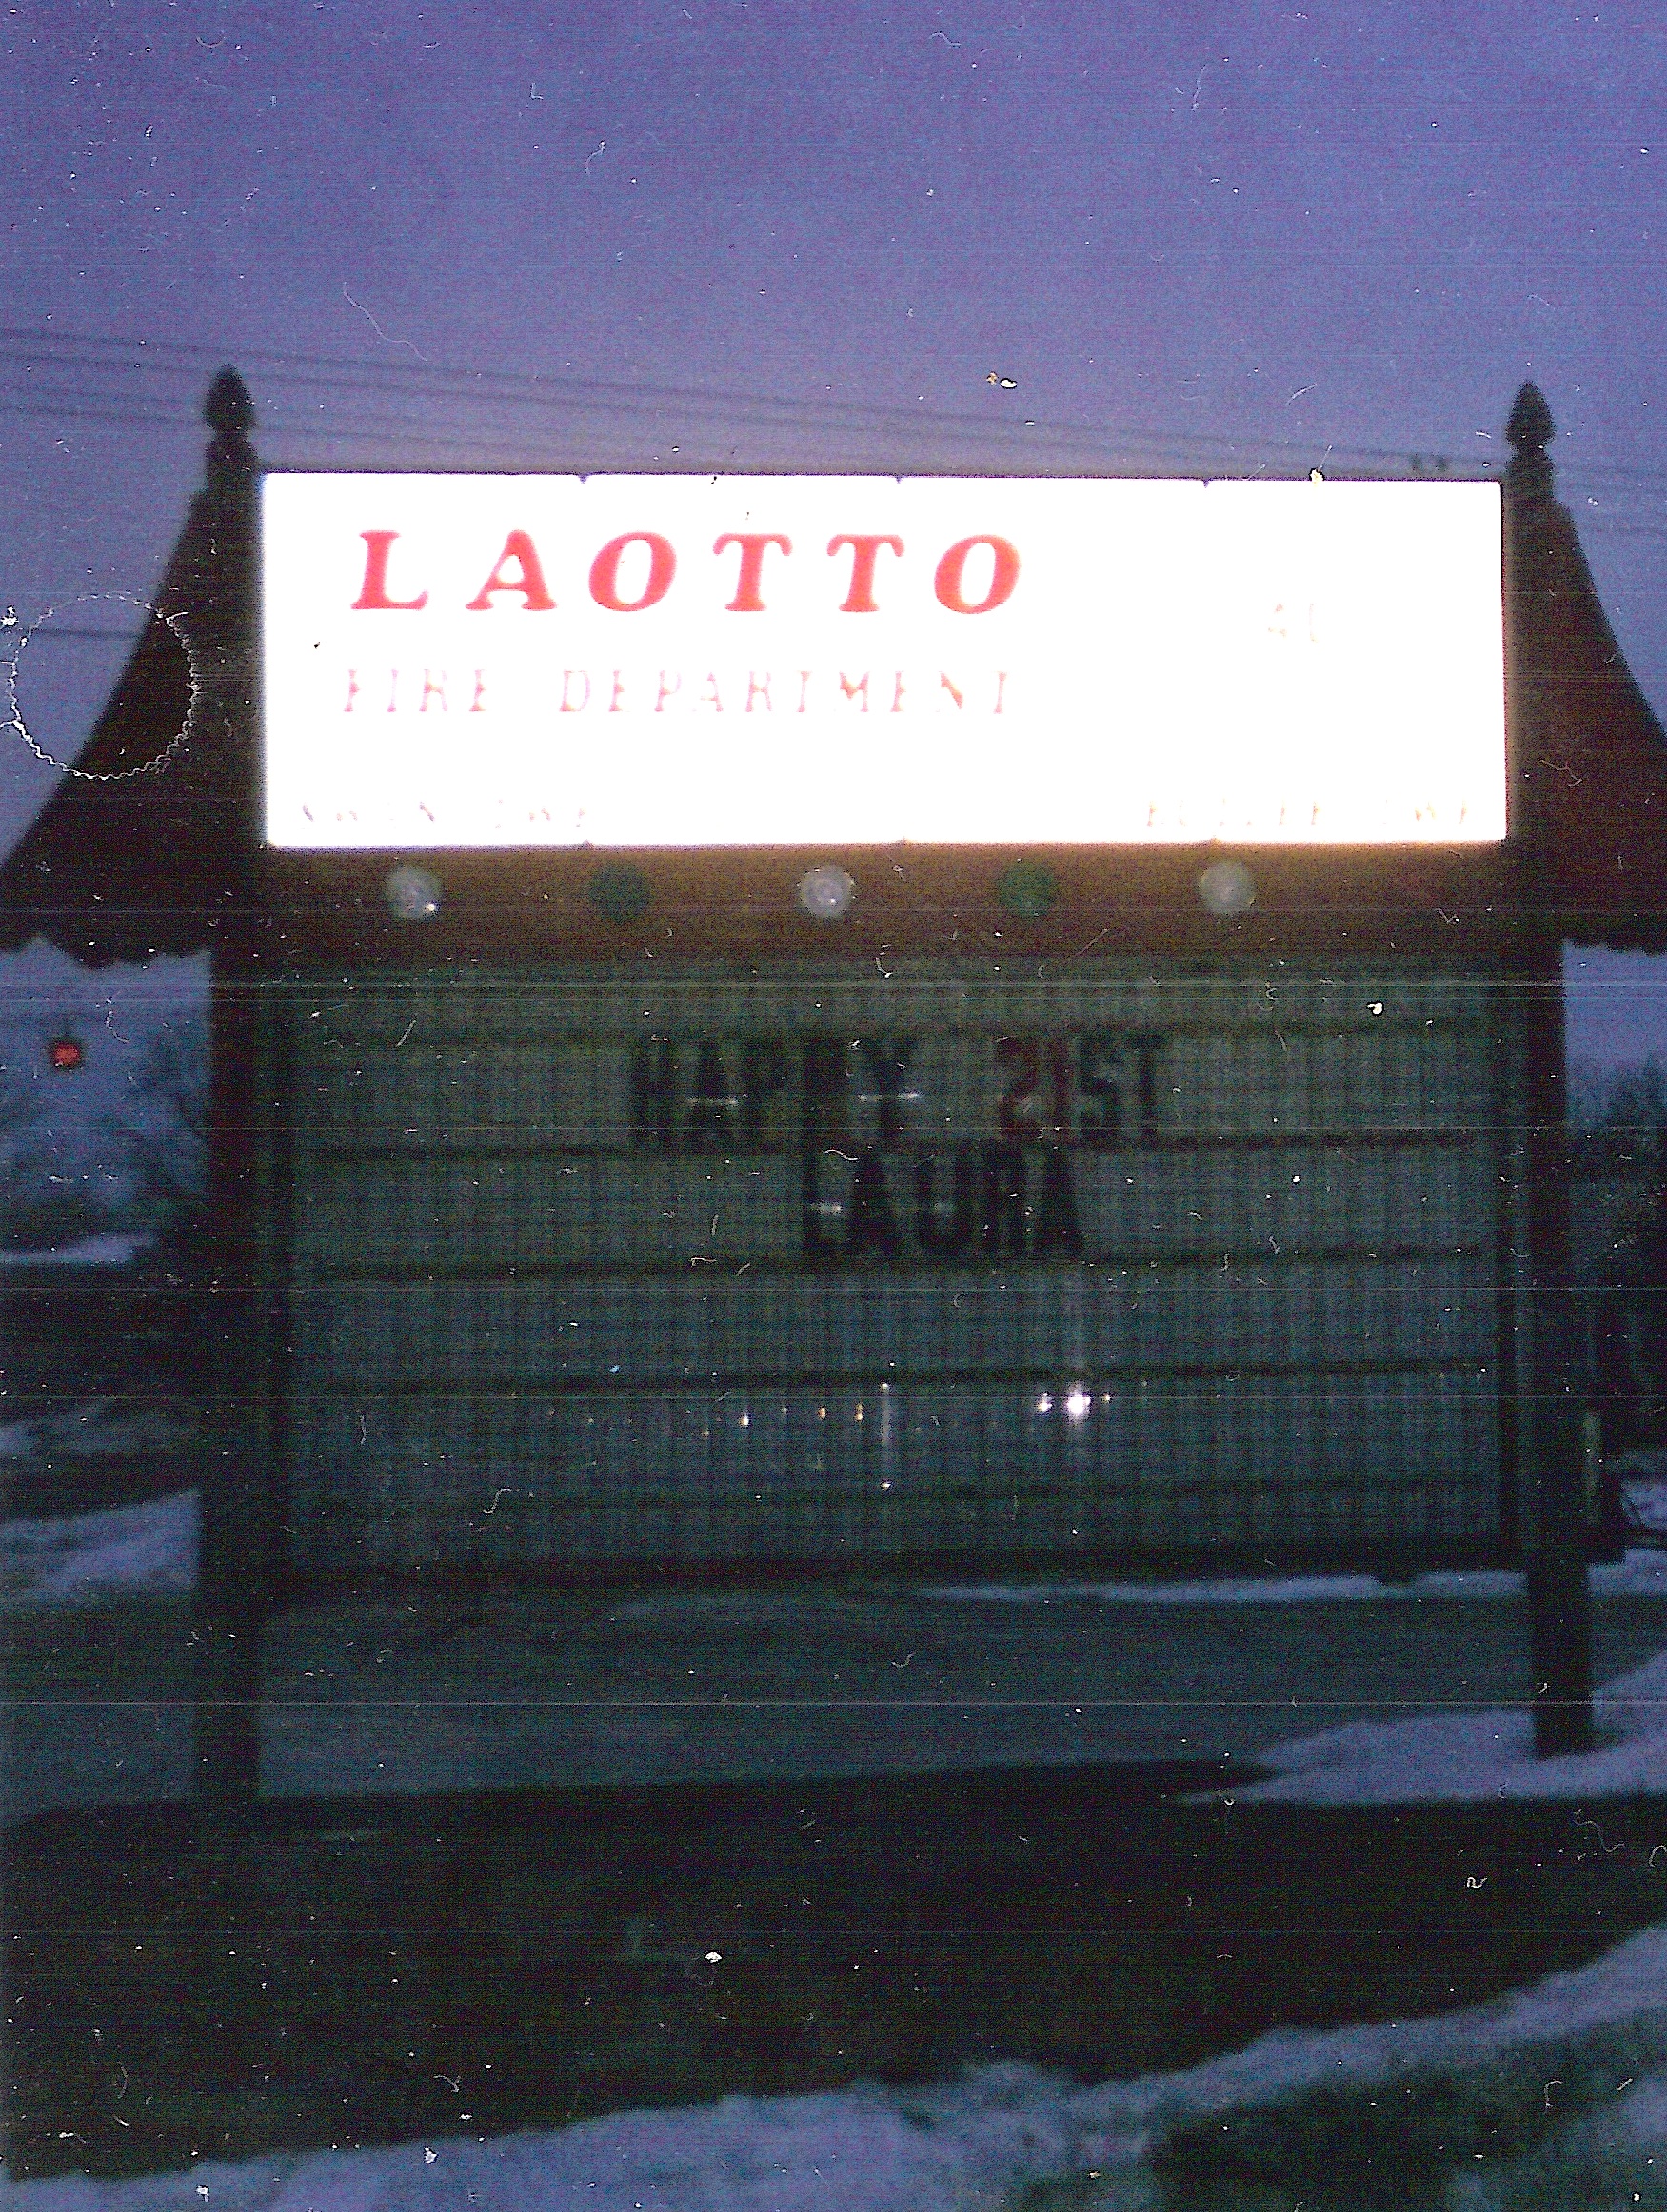 LAOTTO
FIRE DEPARTMENT
HAPPY 21ST
LAURA